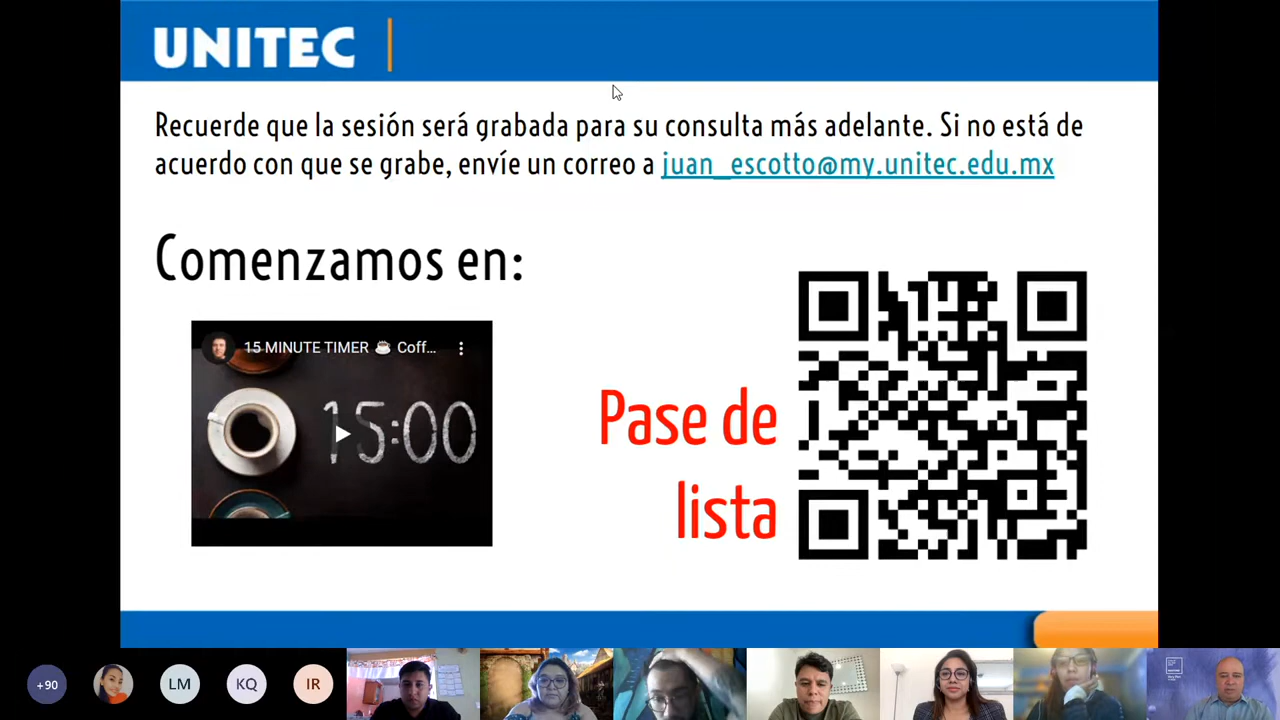 UNITEC
Recuerde que la sesión será grabada para su consulta más adelante. Si no está de
acuerdo con que se grabe, envíe un correo a juan_escotto@my.unitec.edu.mx
Comenzamos en:
15 MINUTE TIMER ☕ Coff...
15:00
Pase de
lista
+90
LM
KQ
IR